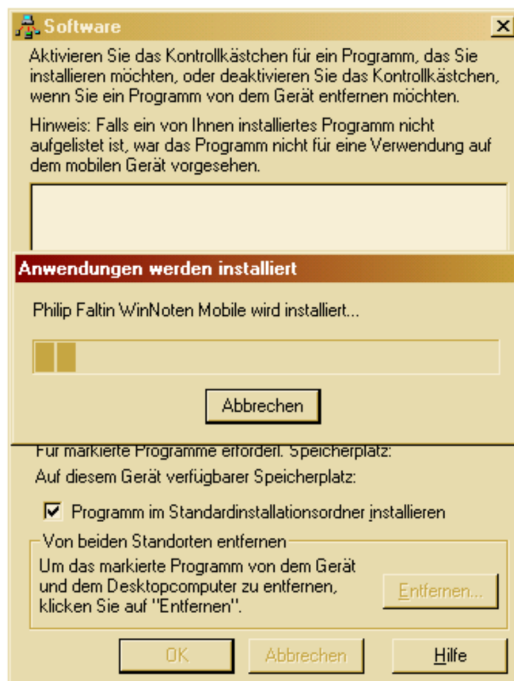 Software
Aktivieren Sie das Kontrollkästchen für ein Programm, das Sie
installieren möchten, oder deaktivieren Sie das Kontrollkästchen,
wenn Sie ein Programm von dem Gerät entfernen möchten.
Hinweis: Falls ein von Ihnen installiertes Programm nicht
aufgelistet ist, war das Programm nicht für eine Verwendung auf
dem mobilen Gerät vorgesehen.
Anwendungen werden installiert
Philip Faltin WinNoten Mobile wird installiert...
Abbrechen
Für markierte Programme erforderl. Speicherplatz:
Auf diesem Gerät verfügbarer Speicherplatz:
Programm im Standardinstallationsordner installieren
Von beiden Standorten entfernen
Um das markierte Programm von dem Gerät
und dem Desktopcomputer zu entfernen,
klicken Sie auf "Entfernen".
Entfernen...
OK
Abbrechen
Hilfe